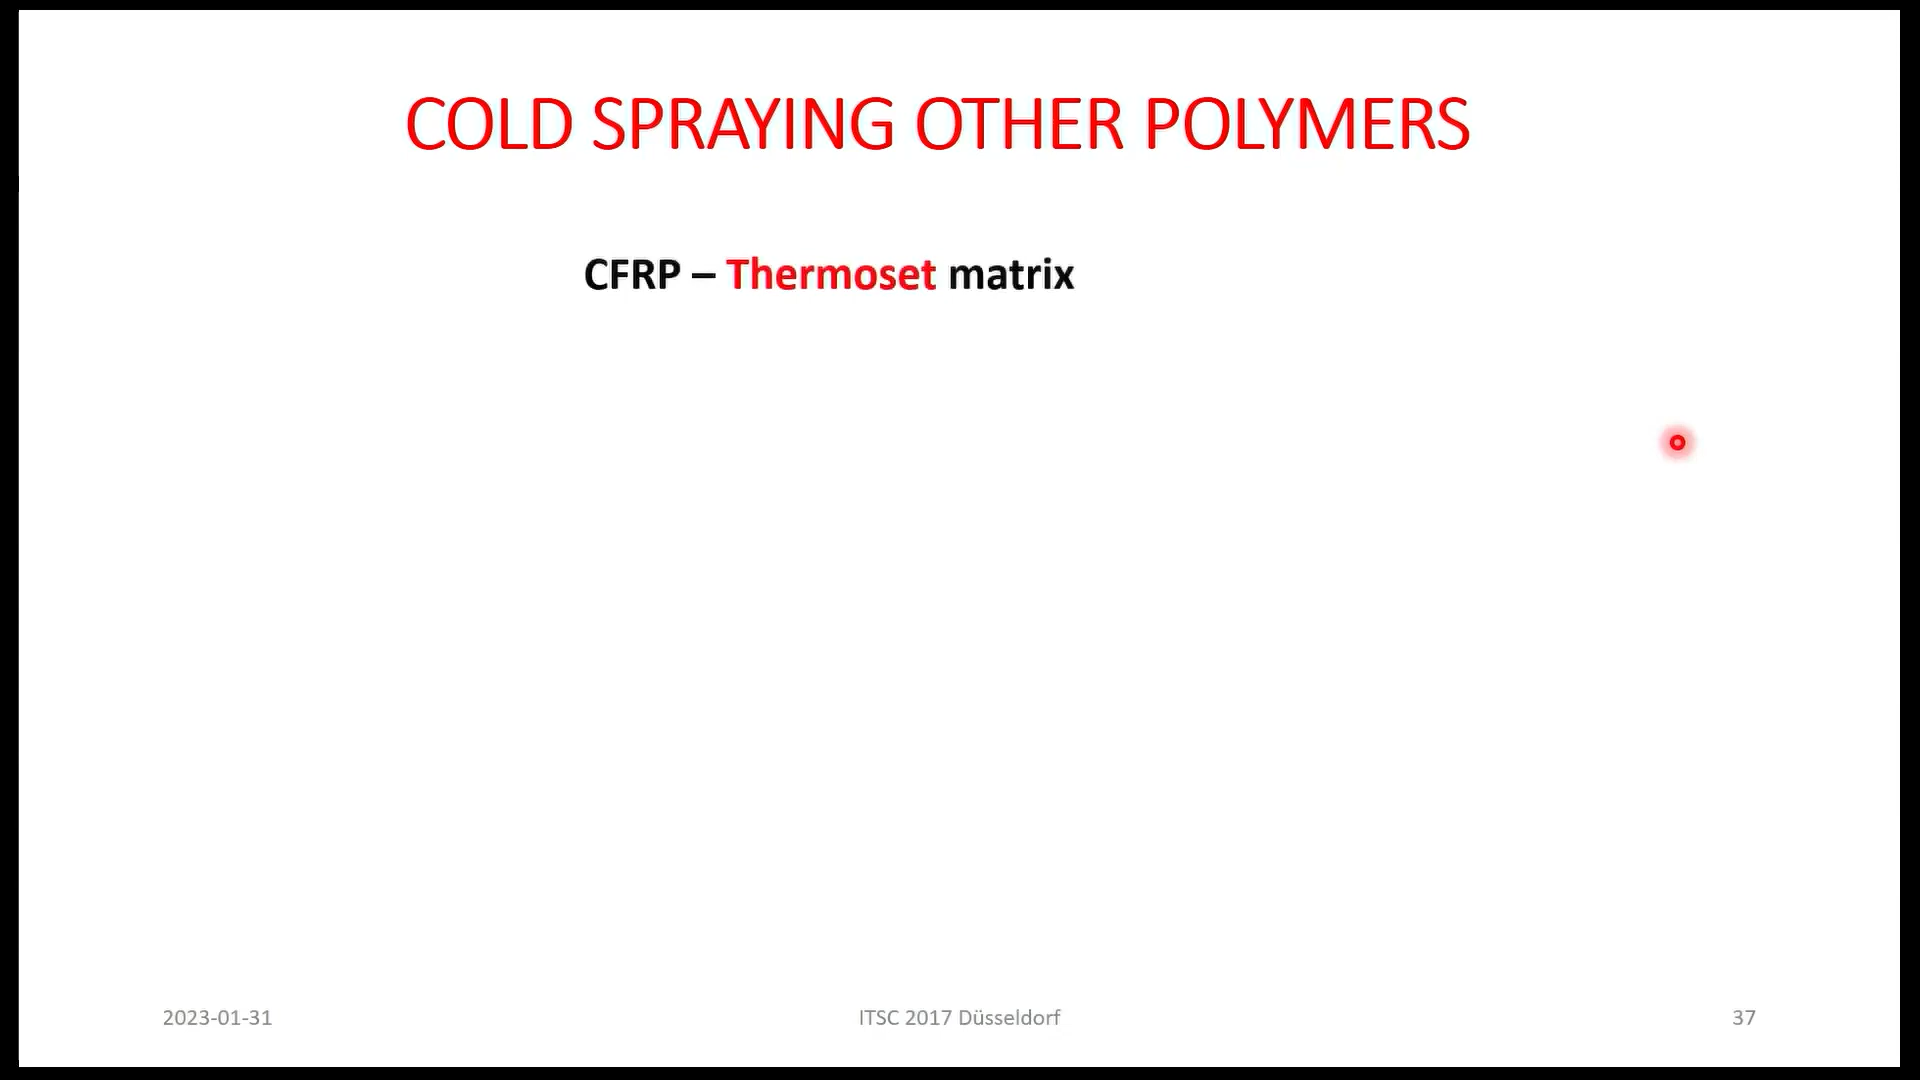 COLD SPRAYING OTHER POLYMERS
CFRP – Thermoset matrix
2023-01-31
ITSC 2017 Düsseldorf
37